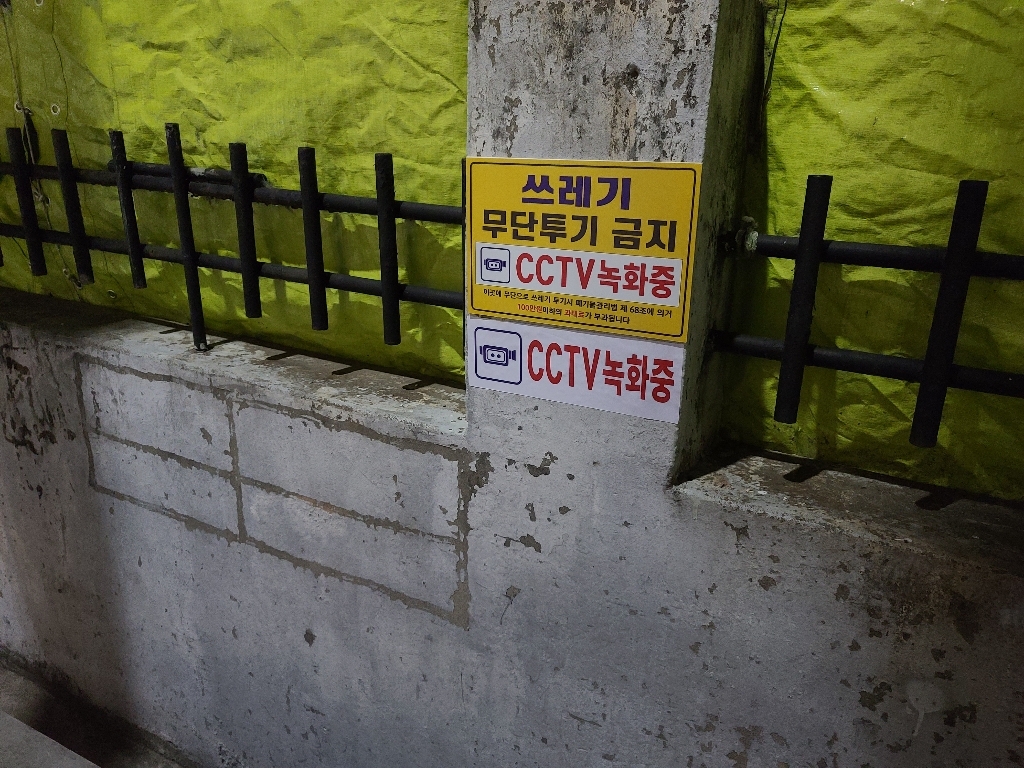 쓰레기
무단투기 금지
CCTV녹화중
이곳에 무단으로 쓰레기 투기시 폐기물관리법 제 68조에 의거
100만원이하의 과태료가 부과됩니다
CCTV녹화중